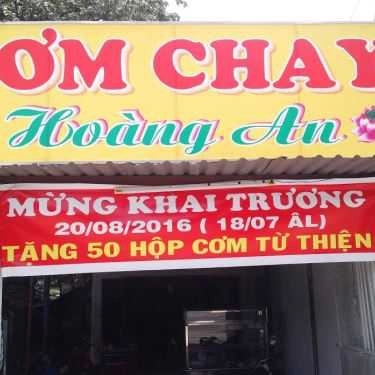 ƠM CHAY
Hoàng An
MỪNG KHAI TRƯƠNG
20/08/2016 ( 18/07 ÂL)
TẶNG 50 HỘP CƠM TỪ THIỆN